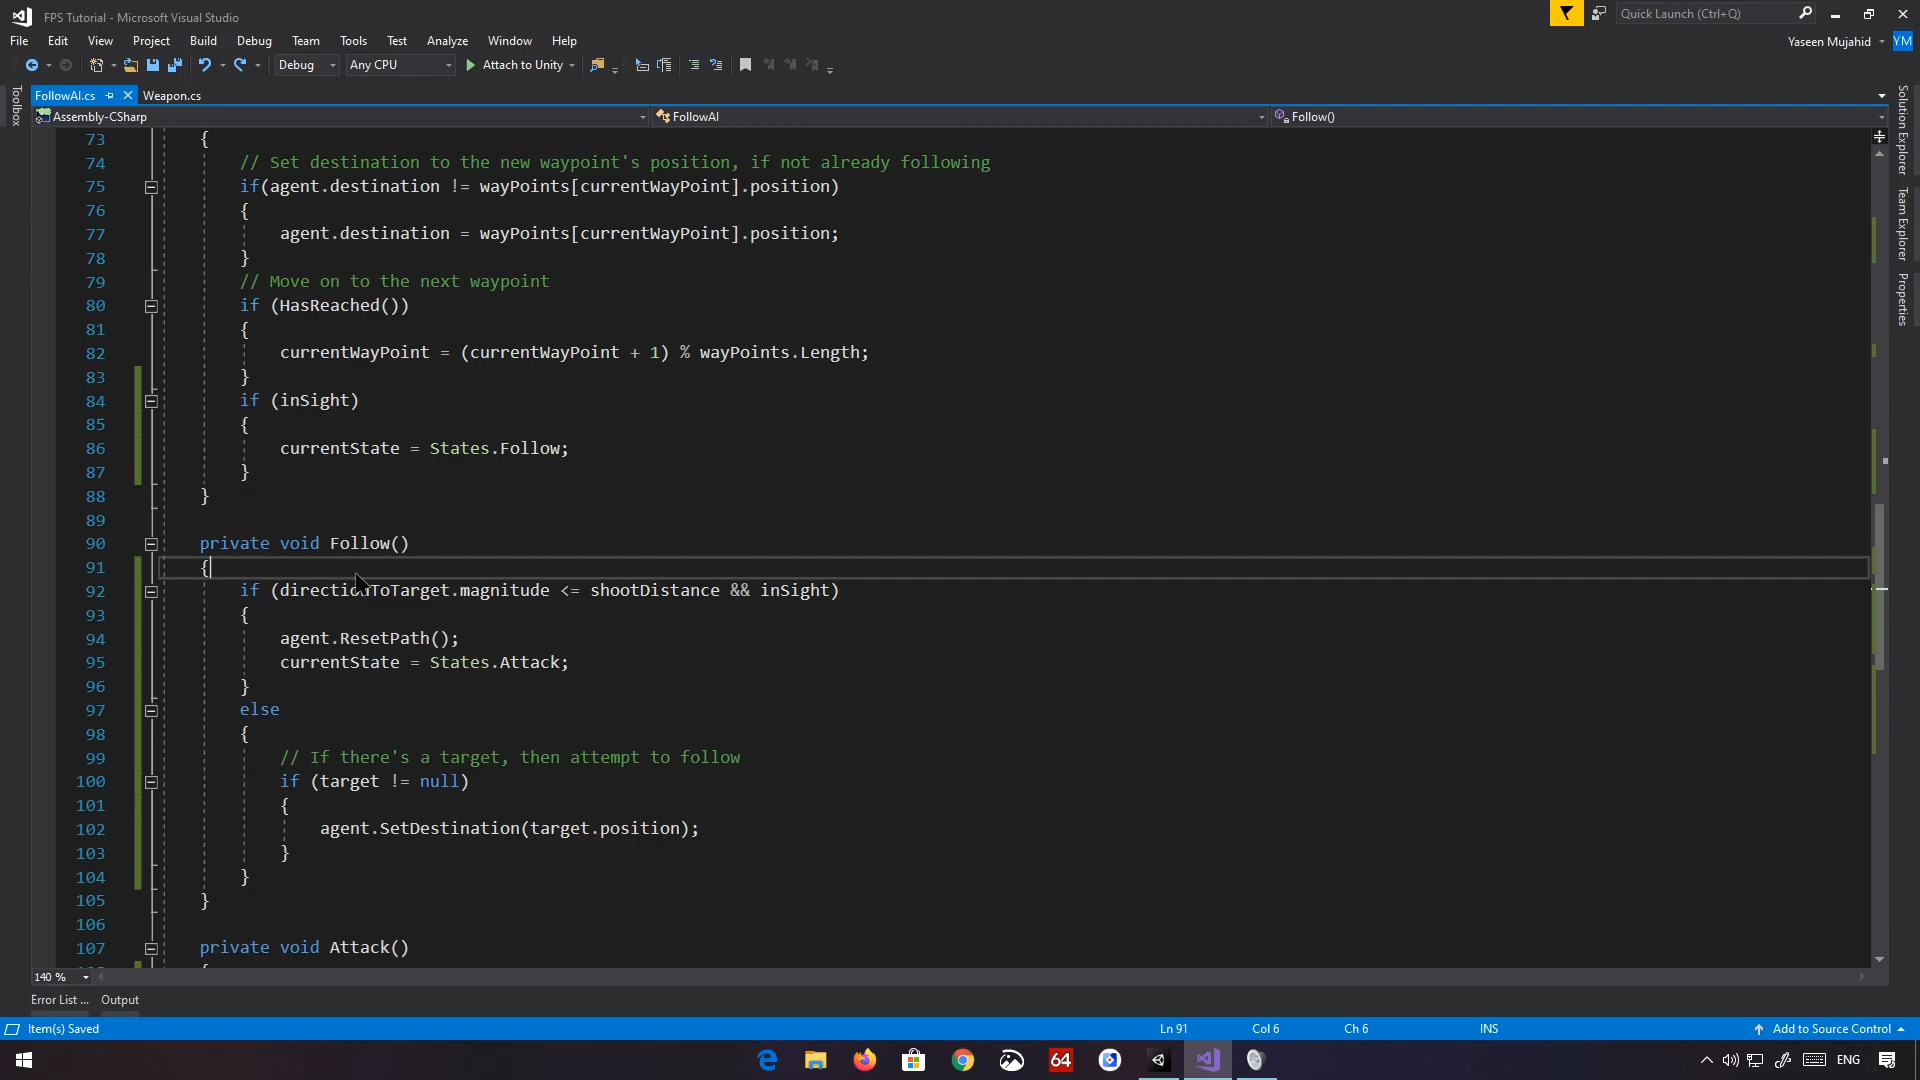 FPS Tutorial - Microsoft Visual Studio
Quick Launch (Ctrl+Q)
File Edit View Project Build Debug Team Tools Test Analyze Window Help
Yaseen Mujahid YM
Debug Any CPU Attach to Unity
Toolbox
FollowAI.cs Weapon.cs
Assembly-CSharp FollowAI Follow()
Solution Explorer
Team Explorer
Properties
73 {
74 // Set destination to the new waypoint's position, if not already following
75 if(agent.destination != wayPoints[currentWayPoint].position)
76 {
77 agent.destination = wayPoints[currentWayPoint].position;
78 }
79 // Move on to the next waypoint
80 if (HasReached())
81 {
82 currentWayPoint = (currentWayPoint + 1) % wayPoints.Length;
83 }
84 if (inSight)
85 {
86 currentState = States.Follow;
87 }
88 }
89
90 private void Follow()
91 {
92 if (directionToTarget.magnitude <= shootDistance && inSight)
93 {
94 agent.ResetPath();
95 currentState = States.Attack;
96 }
97 else
98 {
99 // If there's a target, then attempt to follow
100 if (target != null)
101 {
102 agent.SetDestination(target.position);
103 }
104 }
105 }
106
107 private void Attack()
140 %
Error List ... Output
Item(s) Saved Ln 91 Col 6 Ch 6 INS Add to Source Control
64 ENG